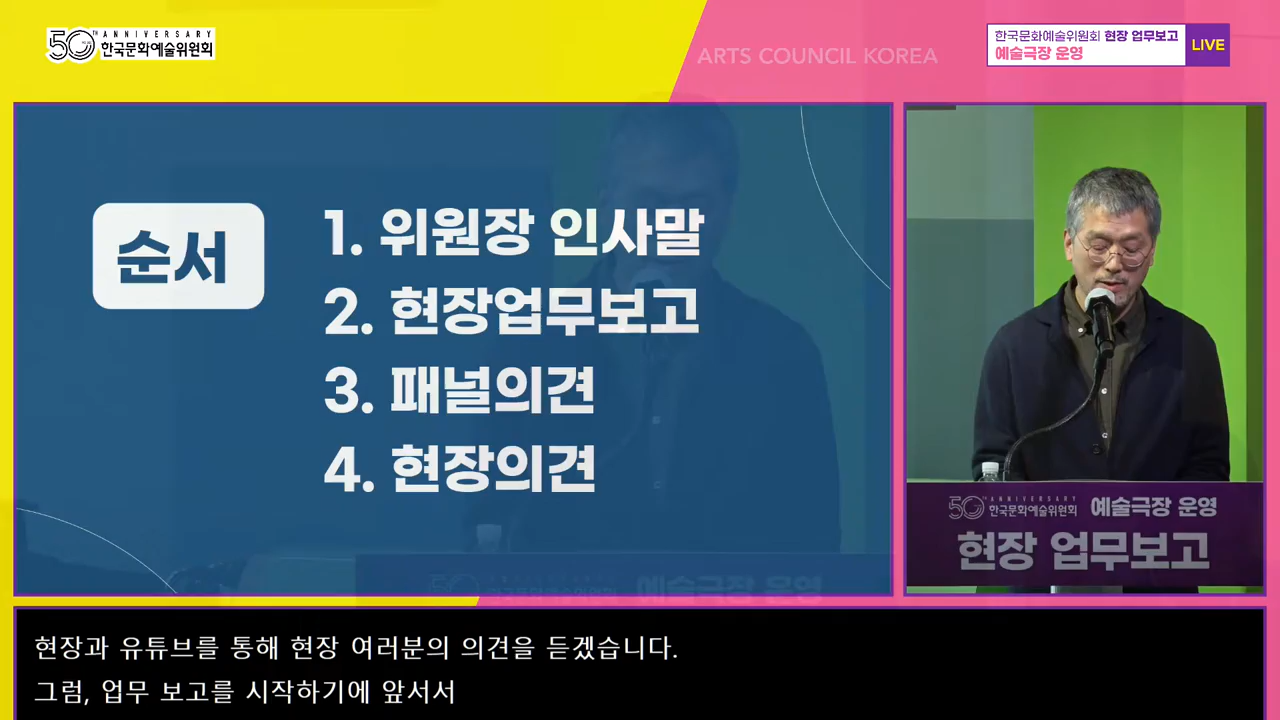 50TH ANNIVERSARY
한국문화예술위원회
ARTS COUNCIL KOREA
한국문화예술위원회 현장 업무보고
예술극장 운영
LIVE
순서
1. 위원장 인사말
2. 현장업무보고
3. 패널의견
4. 현장의견
50TH ANNIVERSARY
한국문화예술위원회
예술극장 운영
현장 업무보고
예술극장 운영
현장과 유튜브를 통해 현장 여러분의 의견을 듣겠습니다.
그럼, 업무 보고를 시작하기에 앞서서